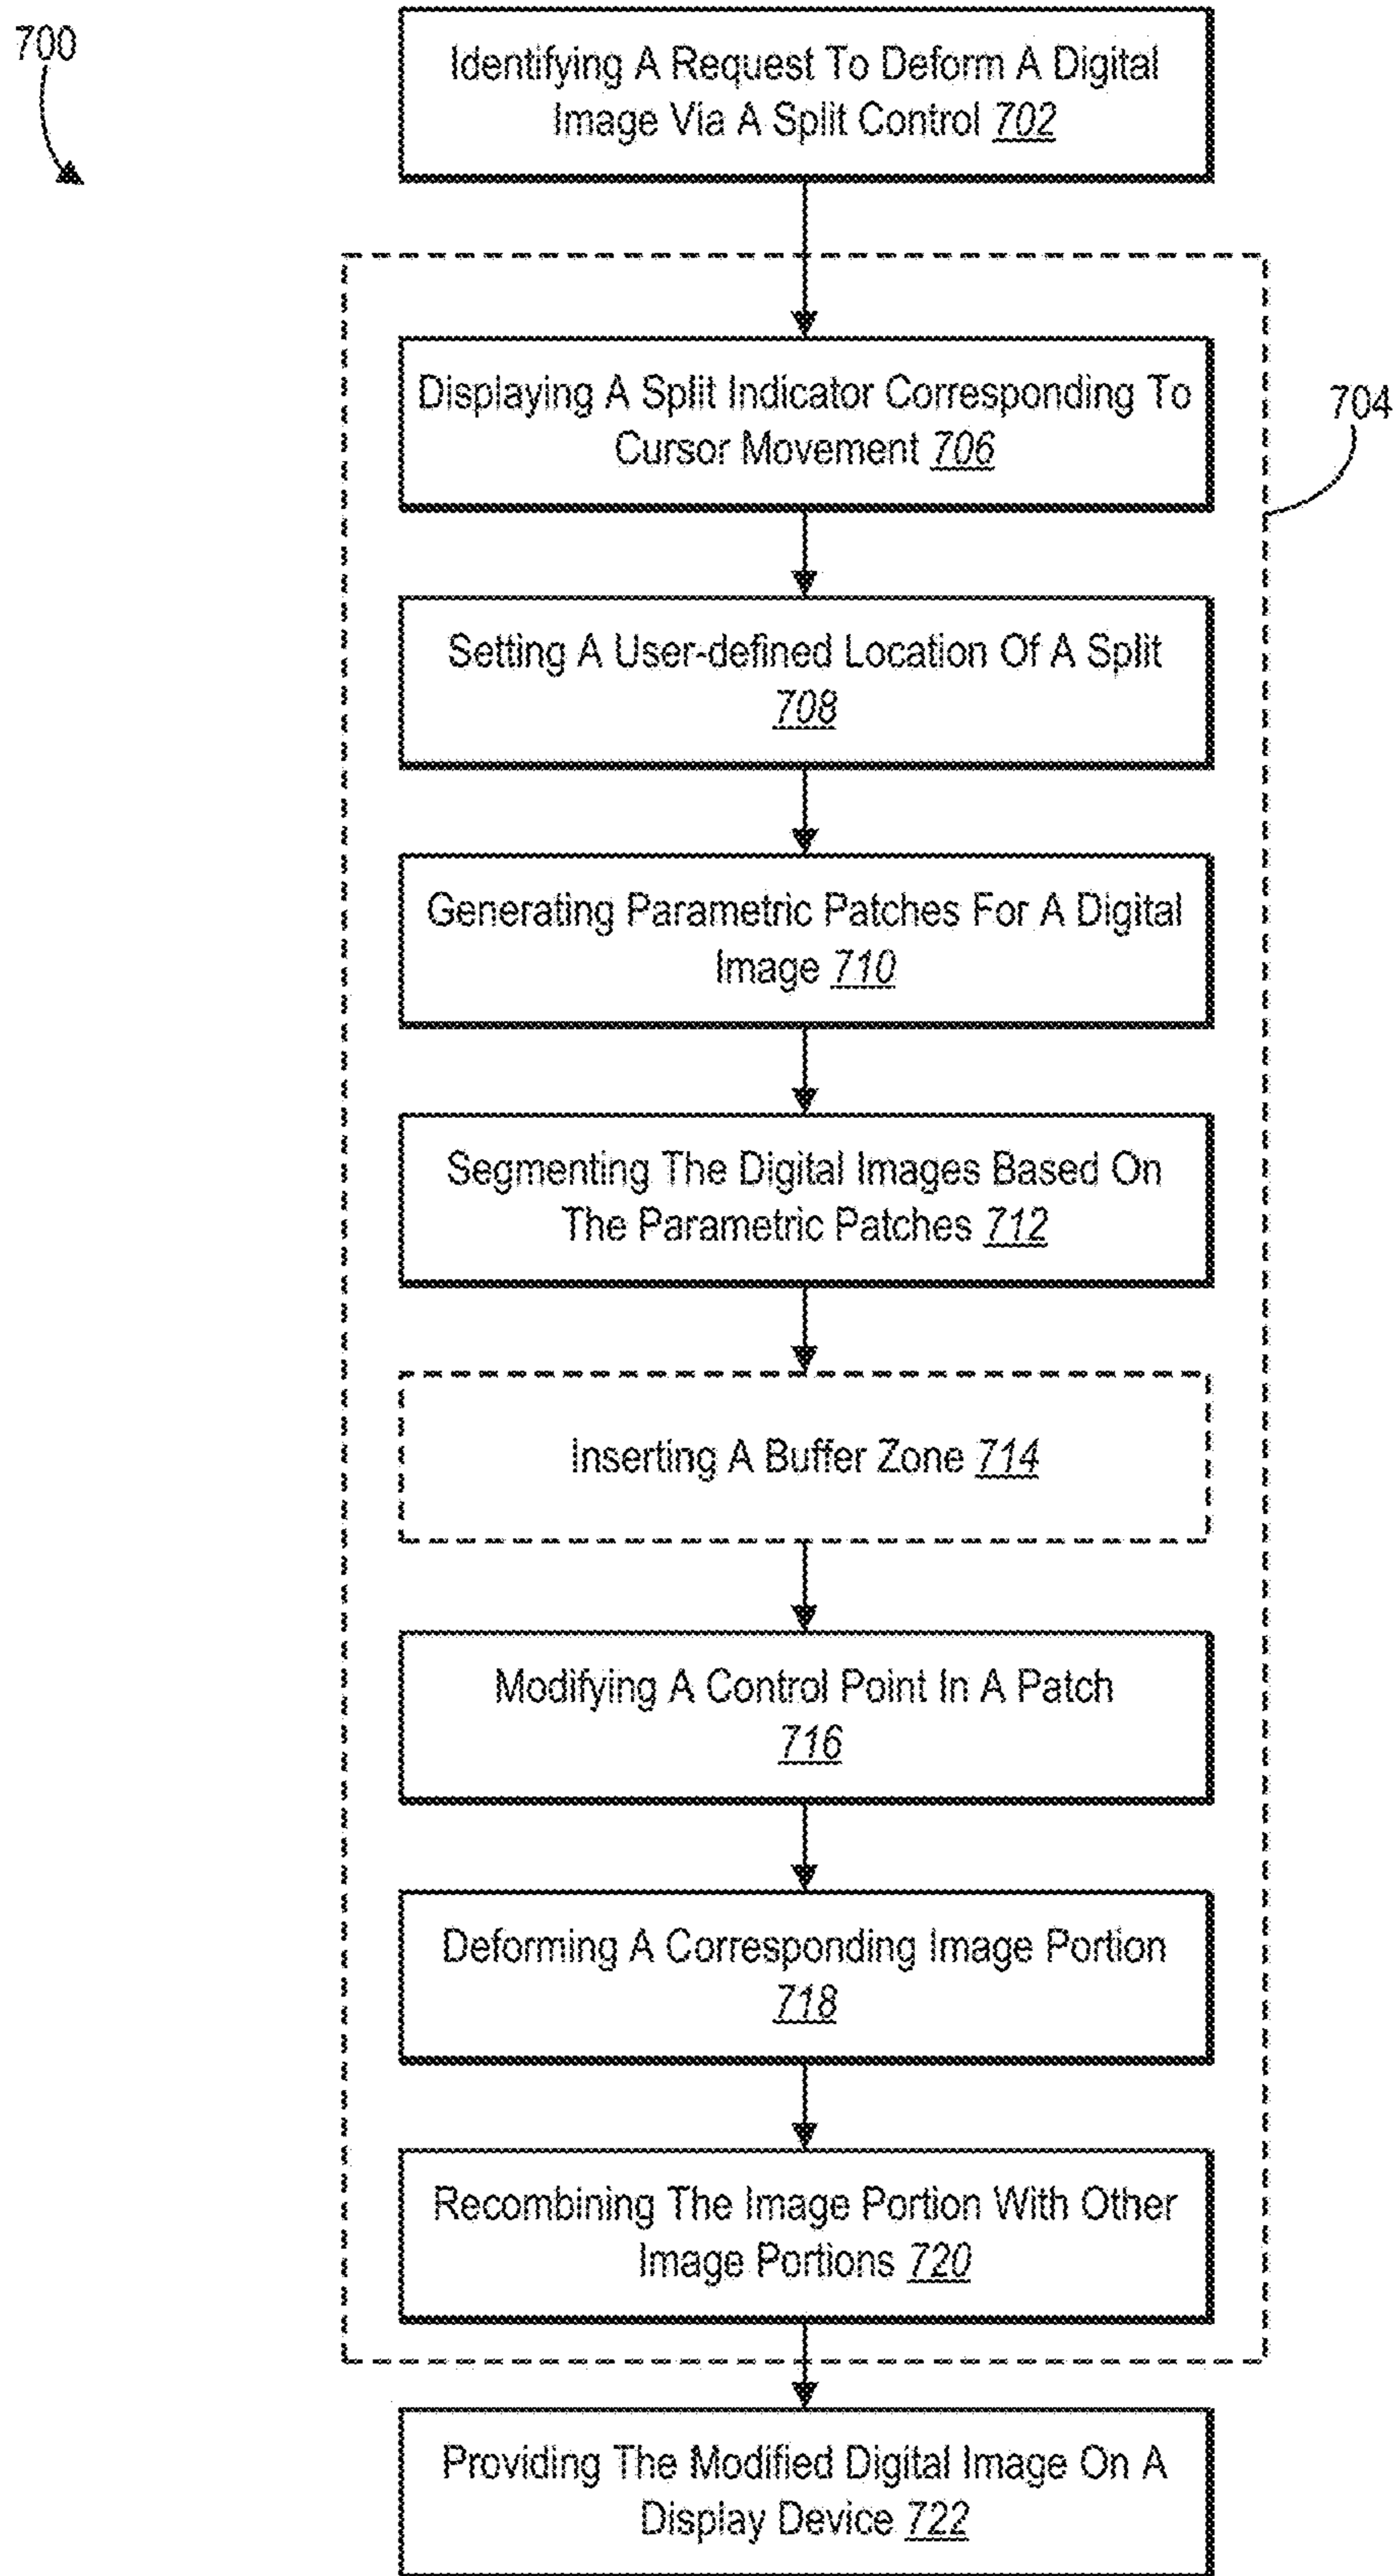 700
Identifying A Request To Deform A Digital
Image Via A Split Control 702
Displaying A Split Indicator Corresponding To
Cursor Movement 706
704
Setting A User-defined Location Of A Split
708
Generating Parametric Patches For A Digital
Image 710
Segmenting The Digital Images Based On
The Parametric Patches 712
Inserting A Buffer Zone 714
Modifying A Control Point In A Patch
716
Deforming A Corresponding Image Portion
718
Recombining The Image Portion With Other
Image Portions 720
Providing The Modified Digital Image On A
Display Device 722